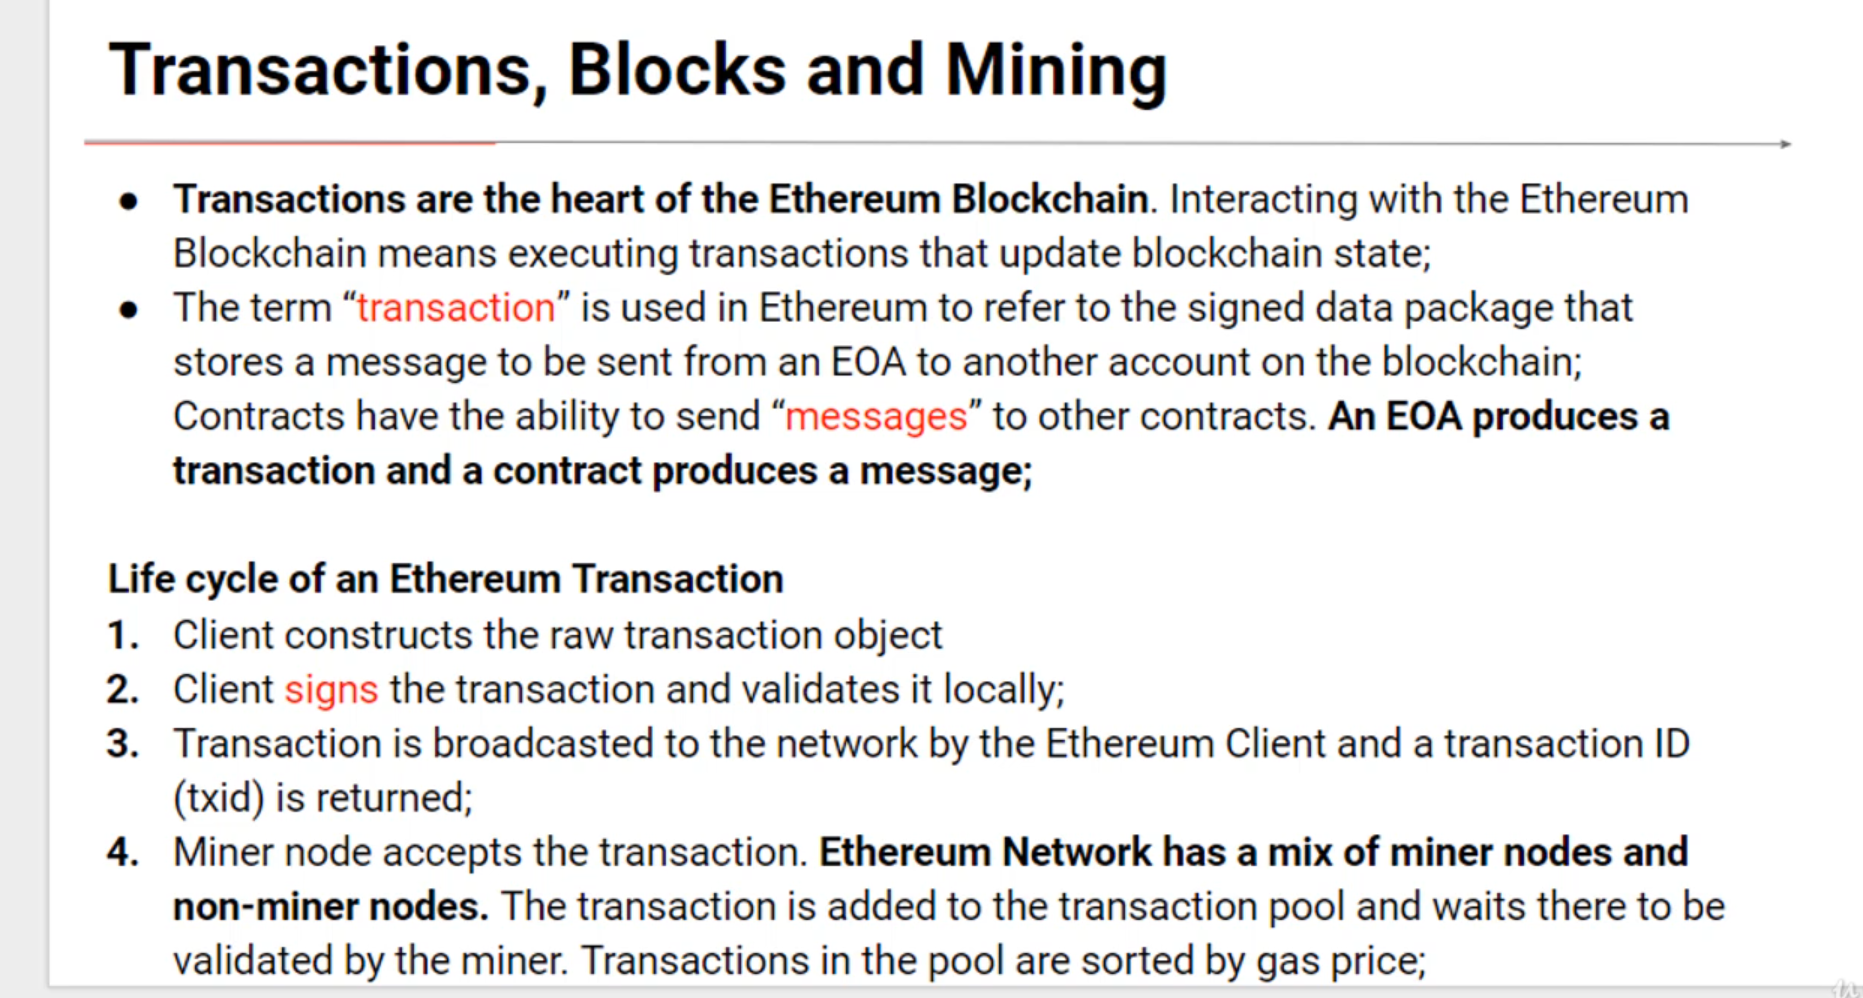 Transactions, Blocks and Mining
● Transactions are the heart of the Ethereum Blockchain. Interacting with the Ethereum
Blockchain means executing transactions that update blockchain state;
● The term “transaction” is used in Ethereum to refer to the signed data package that
stores a message to be sent from an EOA to another account on the blockchain;
Contracts have the ability to send “messages” to other contracts. An EOA produces a
transaction and a contract produces a message;
Life cycle of an Ethereum Transaction
1. Client constructs the raw transaction object
2. Client signs the transaction and validates it locally;
3. Transaction is broadcasted to the network by the Ethereum Client and a transaction ID
(txid) is returned;
4. Miner node accepts the transaction. Ethereum Network has a mix of miner nodes and
non-miner nodes. The transaction is added to the transaction pool and waits there to be
validated by the miner. Transactions in the pool are sorted by gas price;